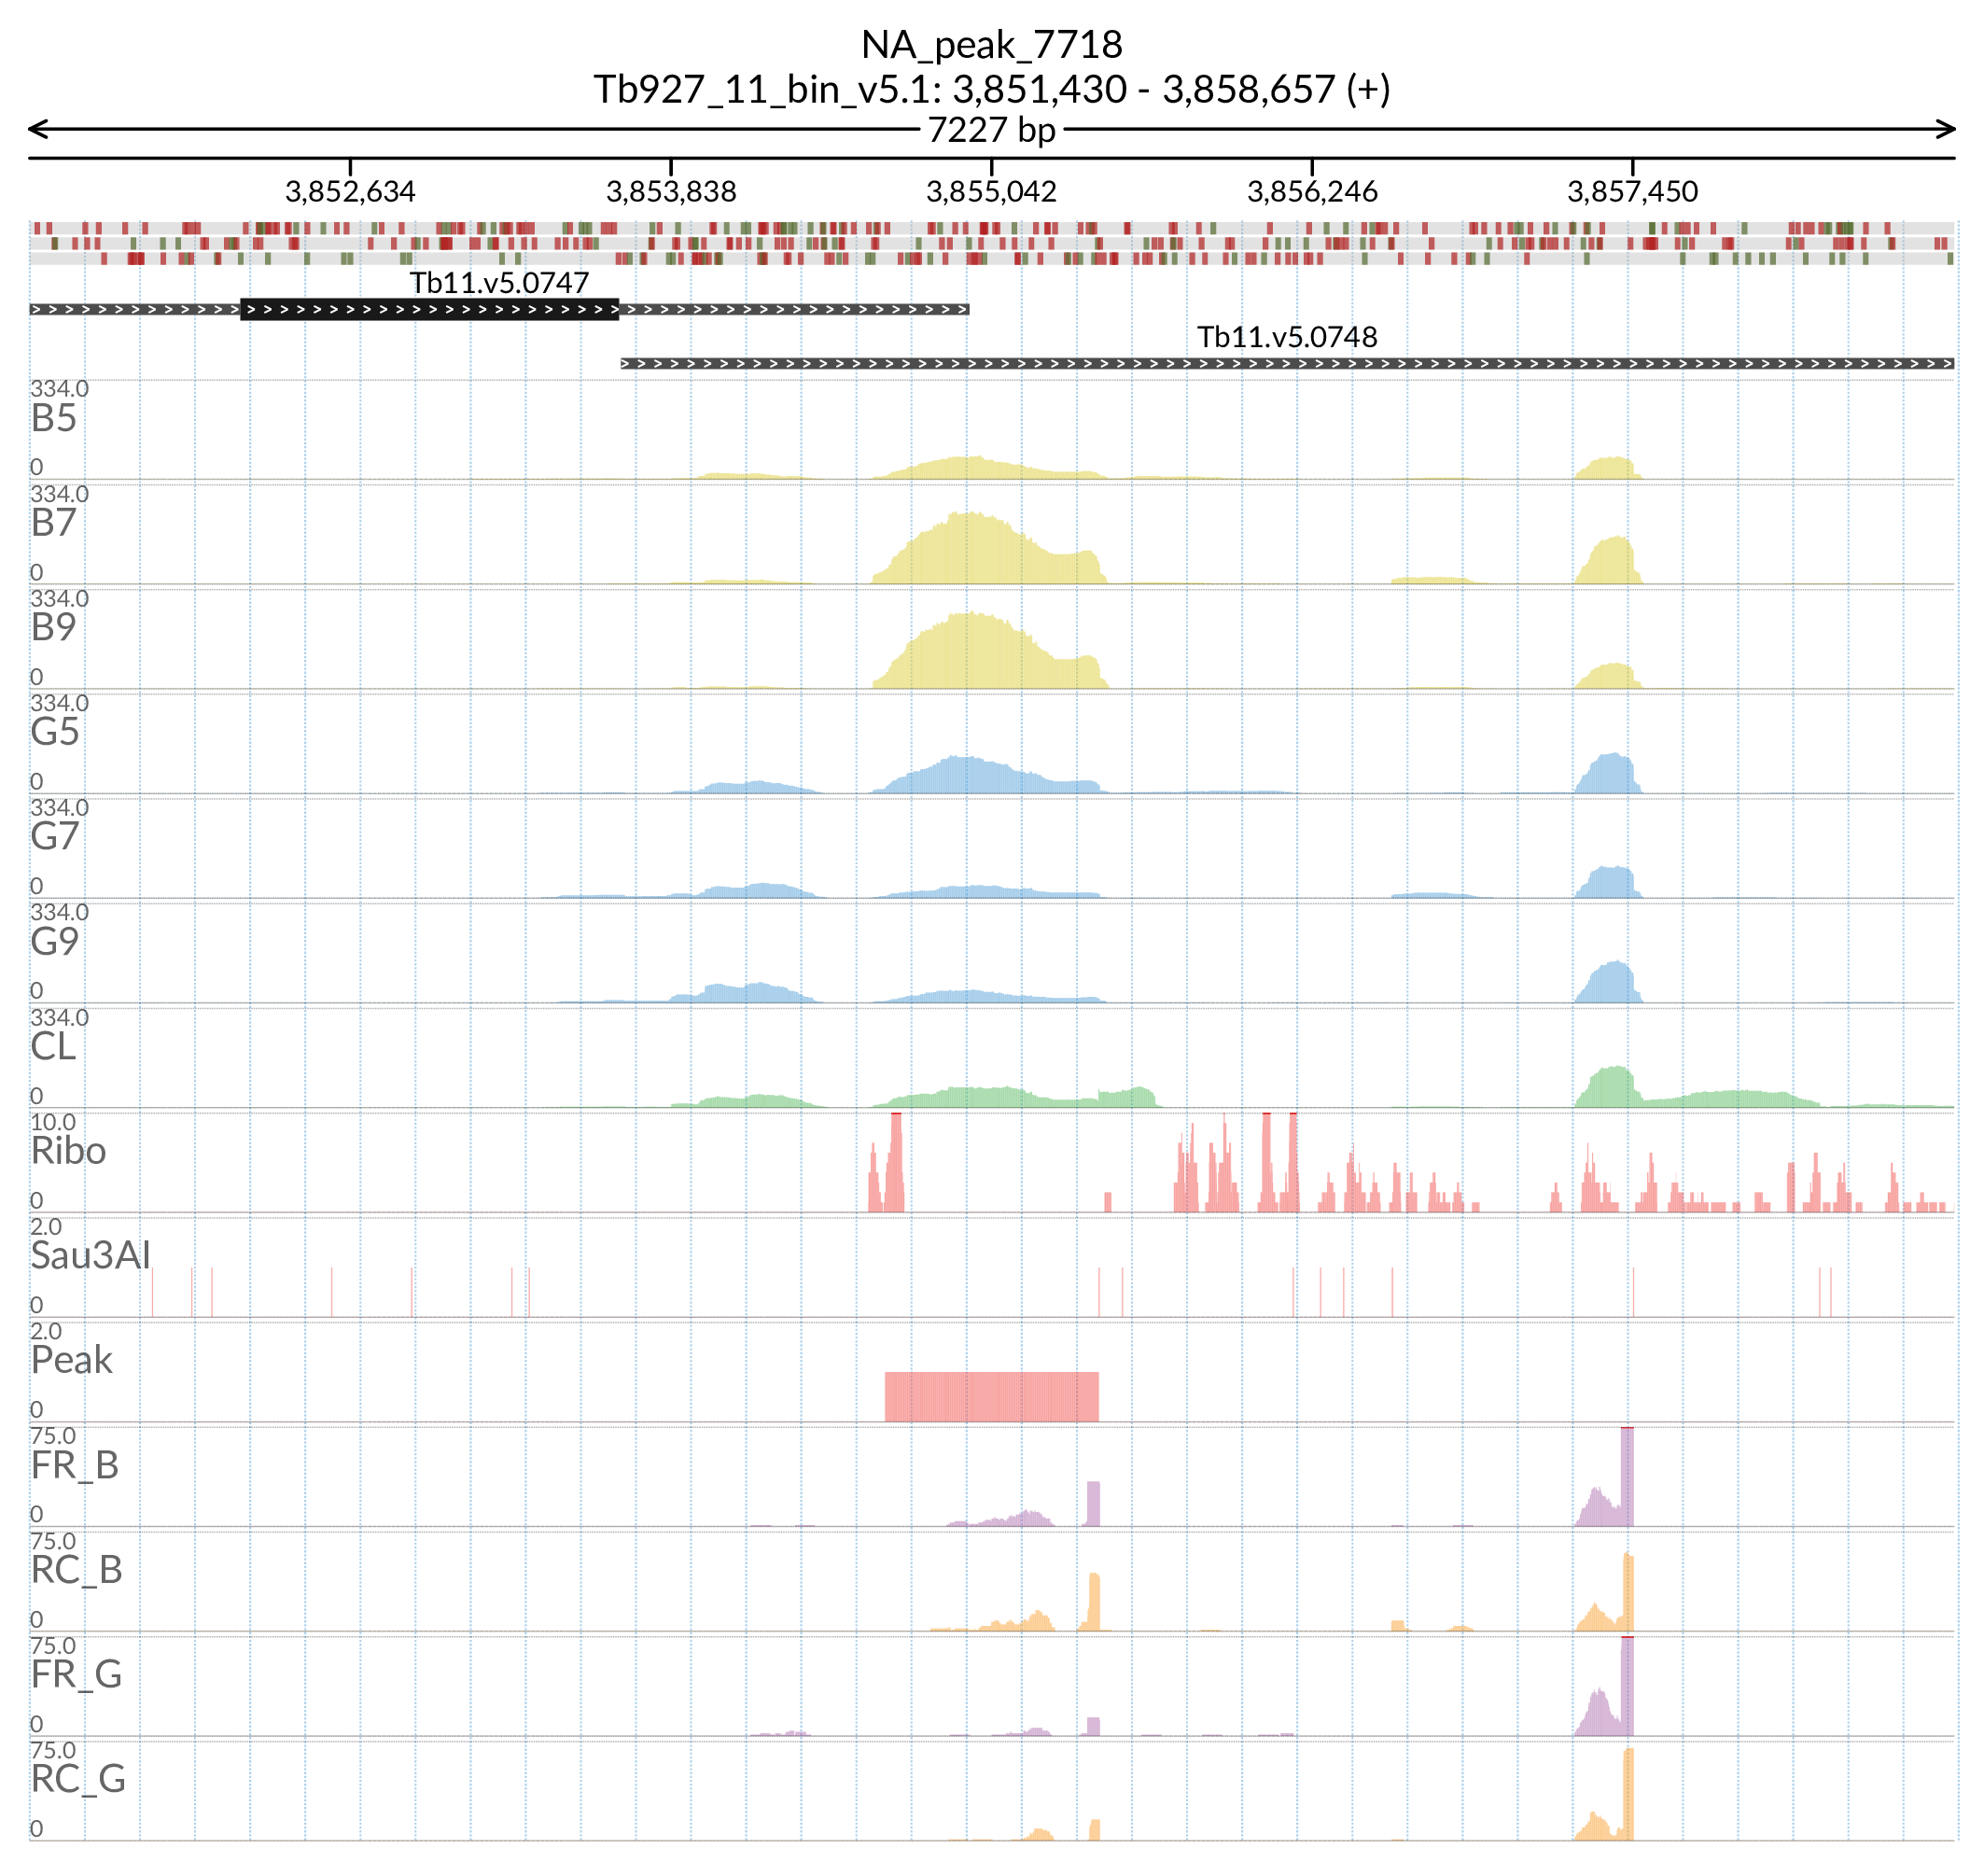 NA_peak_7718
Tb927_11_bin_v5.1: 3,851,430 - 3,858,657 (+)
7227 bp
3,852,634 3,853,838 3,855,042 3,856,246 3,857,450
Tb11.v5.0747
Tb11.v5.0748
334.0
B5
0
334.0
B7
0
334.0
B9
0
334.0
G5
0
334.0
G7
0
334.0
G9
0
334.0
CL
0
10.0
Ribo
0
2.0
Sau3AI
0
2.0
Peak
0
75.0
FR_B
0
75.0
RC_B
0
75.0
FR_G
0
75.0
RC_G
0